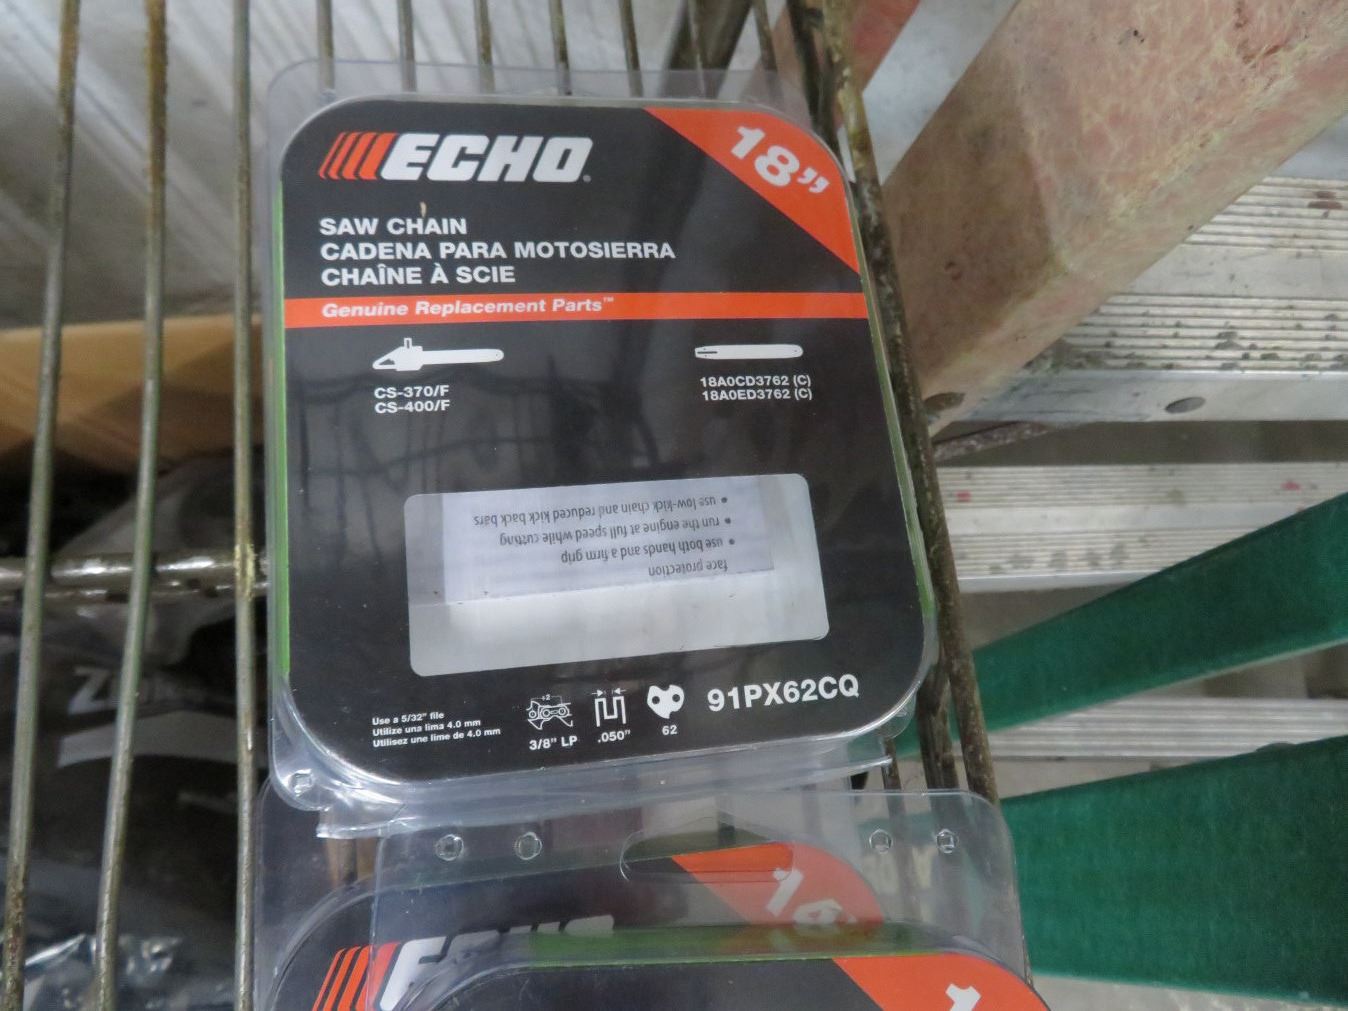 ECHO
18”
SAW CHAIN
CADENA PARA MOTOSIERRA
CHAÎNE À SCIE
Genuine Replacement Parts™
CS-370/F
CS-400/F
18A0CD3762 (C)
18A0ED3762 (C)
face protection
• use both hands and a firm grip
• run the engine at full speed while cutting
• use low-kick chain and reduced kick back bars
Use a 5/32" file
Utilize una lima 4.0 mm
Utilisez une lime de 4.0 mm
÷2
3/8" LP
.050"
62
91PX62CQ
14"